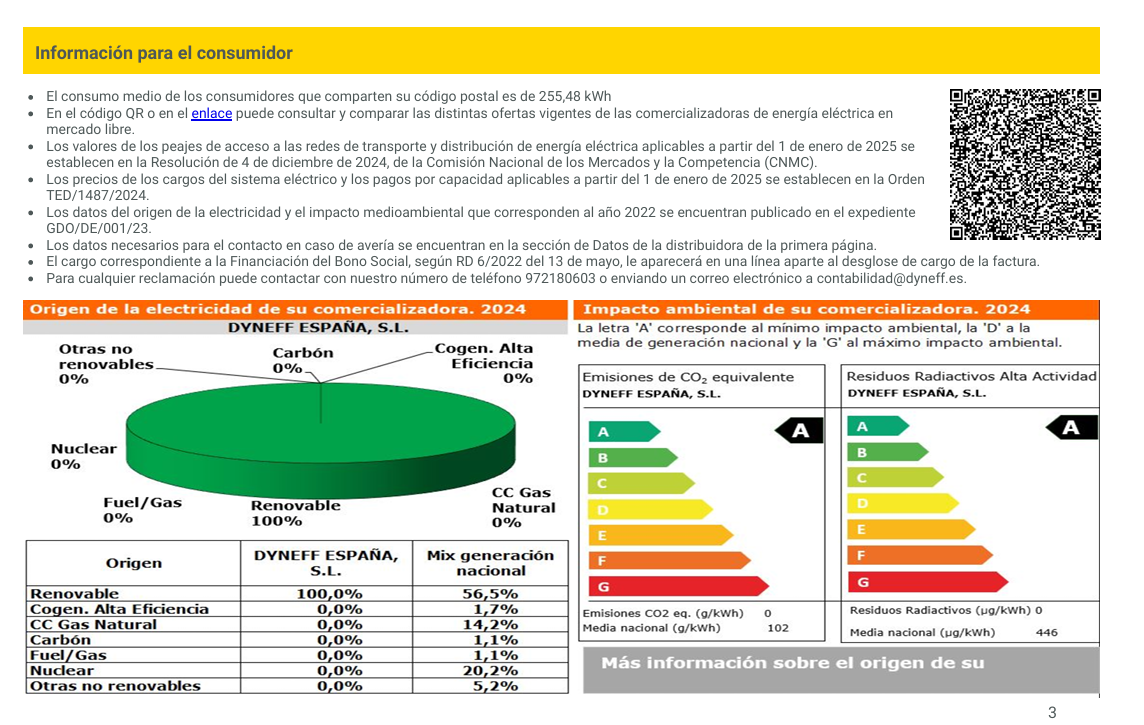 Información para el consumidor
El consumo medio de los consumidores que comparten su código postal es de 255,48 kWh
En el código QR o en el enlace puede consultar y comparar las distintas ofertas vigentes de las comercializadoras de energía eléctrica en
mercado libre.
Los valores de los peajes de acceso a las redes de transporte y distribución de energía eléctrica aplicables a partir del 1 de enero de 2025 se
establecen en la Resolución de 4 de diciembre de 2024, de la Comisión Nacional de los Mercados y la Competencia (CNMC).
Los precios de los cargos del sistema eléctrico y los pagos por capacidad aplicables a partir del 1 de enero de 2025 se establecen en la Orden
TED/1487/2024.
Los datos del origen de la electricidad y el impacto medioambiental que corresponden al año 2022 se encuentran publicado en el expediente
GDO/DE/001/23.
Los datos necesarios para el contacto en caso de avería se encuentran en la sección de Datos de la distribuidora de la primera página.
El cargo correspondiente a la Financiación del Bono Social, según RD 6/2022 del 13 de mayo, le aparecerá en una línea aparte al desglose de cargo de la factura.
Para cualquier reclamación puede contactar con nuestro número de teléfono 972180603 o enviando un correo electrónico a contabilidad@dyneff.es.
Origen de la electricidad de su comercializadora. 2024
DYNEFF ESPAÑA, S.L.
Otras no
renovables
0%
Carbón
0%
Cogen. Alta
Eficiencia
0%
Nuclear
0%
Fuel/Gas
0%
Renovable
100%
CC Gas
Natural
0%
Origen DYNEFF ESPAÑA, S.L. Mix generación nacional
Renovable 100,0% 56,5%
Cogen. Alta Eficiencia 0,0% 1,7%
CC Gas Natural 0,0% 14,2%
Carbón 0,0% 1,1%
Fuel/Gas 0,0% 1,1%
Nuclear 0,0% 20,2%
Otras no renovables 0,0% 5,2%
Impacto ambiental de su comercializadora. 2024
La letra 'A' corresponde al mínimo impacto ambiental, la 'D' a la
media de generación nacional y la 'G' al máximo impacto ambiental.
Emisiones de CO₂ equivalente
DYNEFF ESPAÑA, S.L.
A A
B
C
D
E
F
G
Emisiones CO2 eq. (g/kWh) 0
Media nacional (g/kWh) 102
Residuos Radiactivos Alta Actividad
DYNEFF ESPAÑA, S.L.
A A
B
C
D
E
F
G
Residuos Radiactivos (µg/kWh) 0
Media nacional (µg/kWh) 446
Más información sobre el origen de su
3